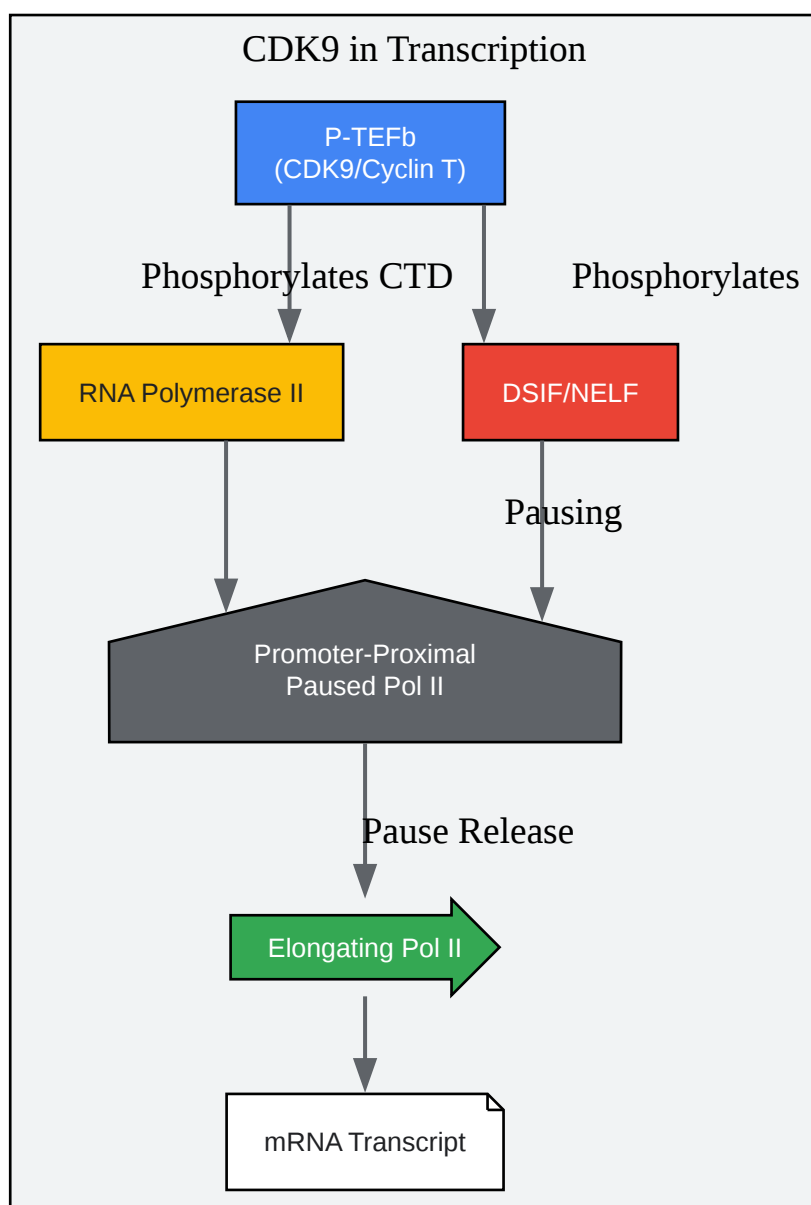 CDK9 in Transcription
P-TEFb
(CDK9/Cyclin T)
Phosphorylates CTD
Phosphorylates
RNA Polymerase II
DSIF/NELF
Pausing
Promoter-Proximal
Paused Pol II
Pause Release
Elongating Pol II
mRNA Transcript